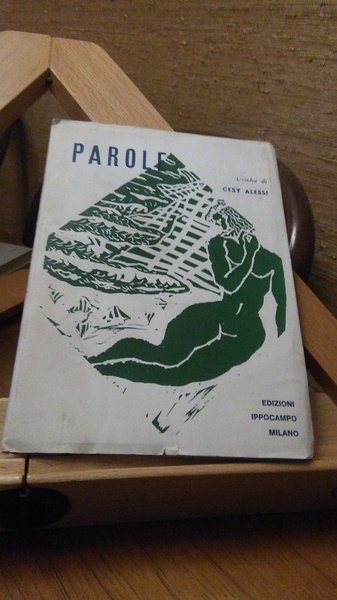 PAROLE
Liriche di
CESY ALESSI
EDIZIONI
IPPOCAMPO
MILANO